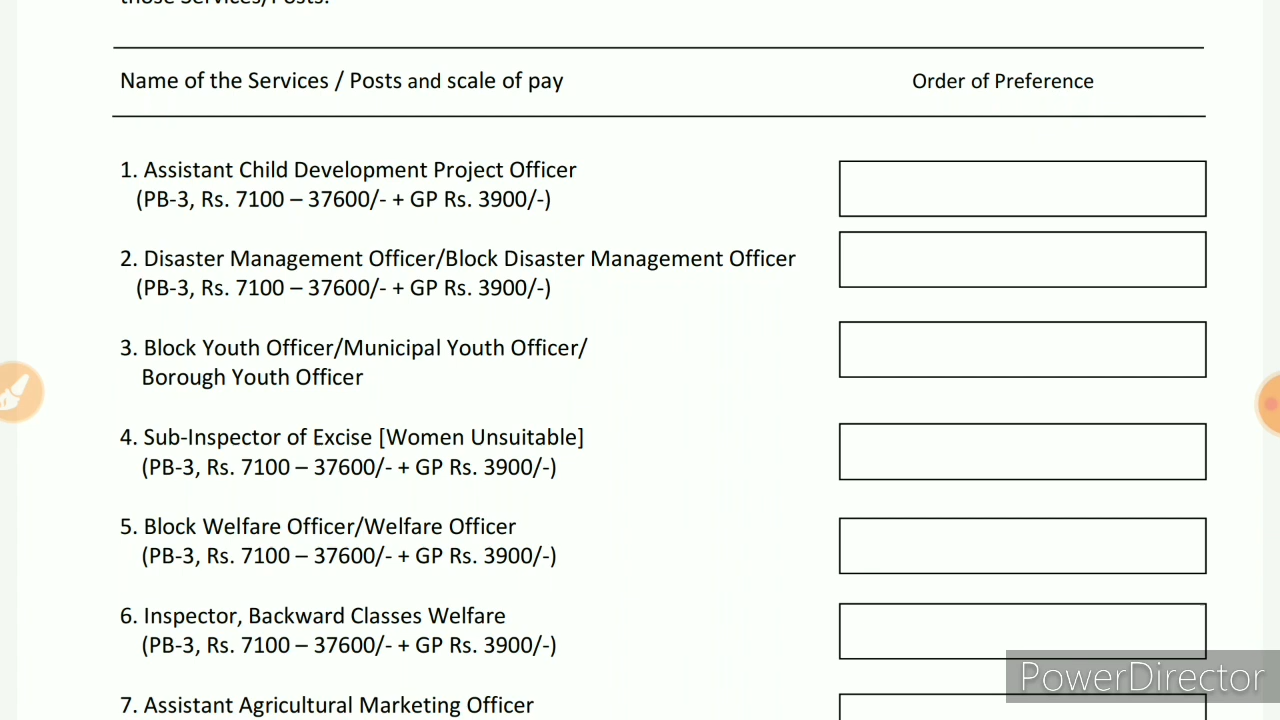 those Services/Posts.
Name of the Services / Posts and scale of pay
Order of Preference
1. Assistant Child Development Project Officer
(PB-3, Rs. 7100 – 37600/- + GP Rs. 3900/-)
2. Disaster Management Officer/Block Disaster Management Officer
(PB-3, Rs. 7100 – 37600/- + GP Rs. 3900/-)
3. Block Youth Officer/Municipal Youth Officer/
Borough Youth Officer
4. Sub-Inspector of Excise [Women Unsuitable]
(PB-3, Rs. 7100 – 37600/- + GP Rs. 3900/-)
5. Block Welfare Officer/Welfare Officer
(PB-3, Rs. 7100 – 37600/- + GP Rs. 3900/-)
6. Inspector, Backward Classes Welfare
(PB-3, Rs. 7100 – 37600/- + GP Rs. 3900/-)
7. Assistant Agricultural Marketing Officer
PowerDirector